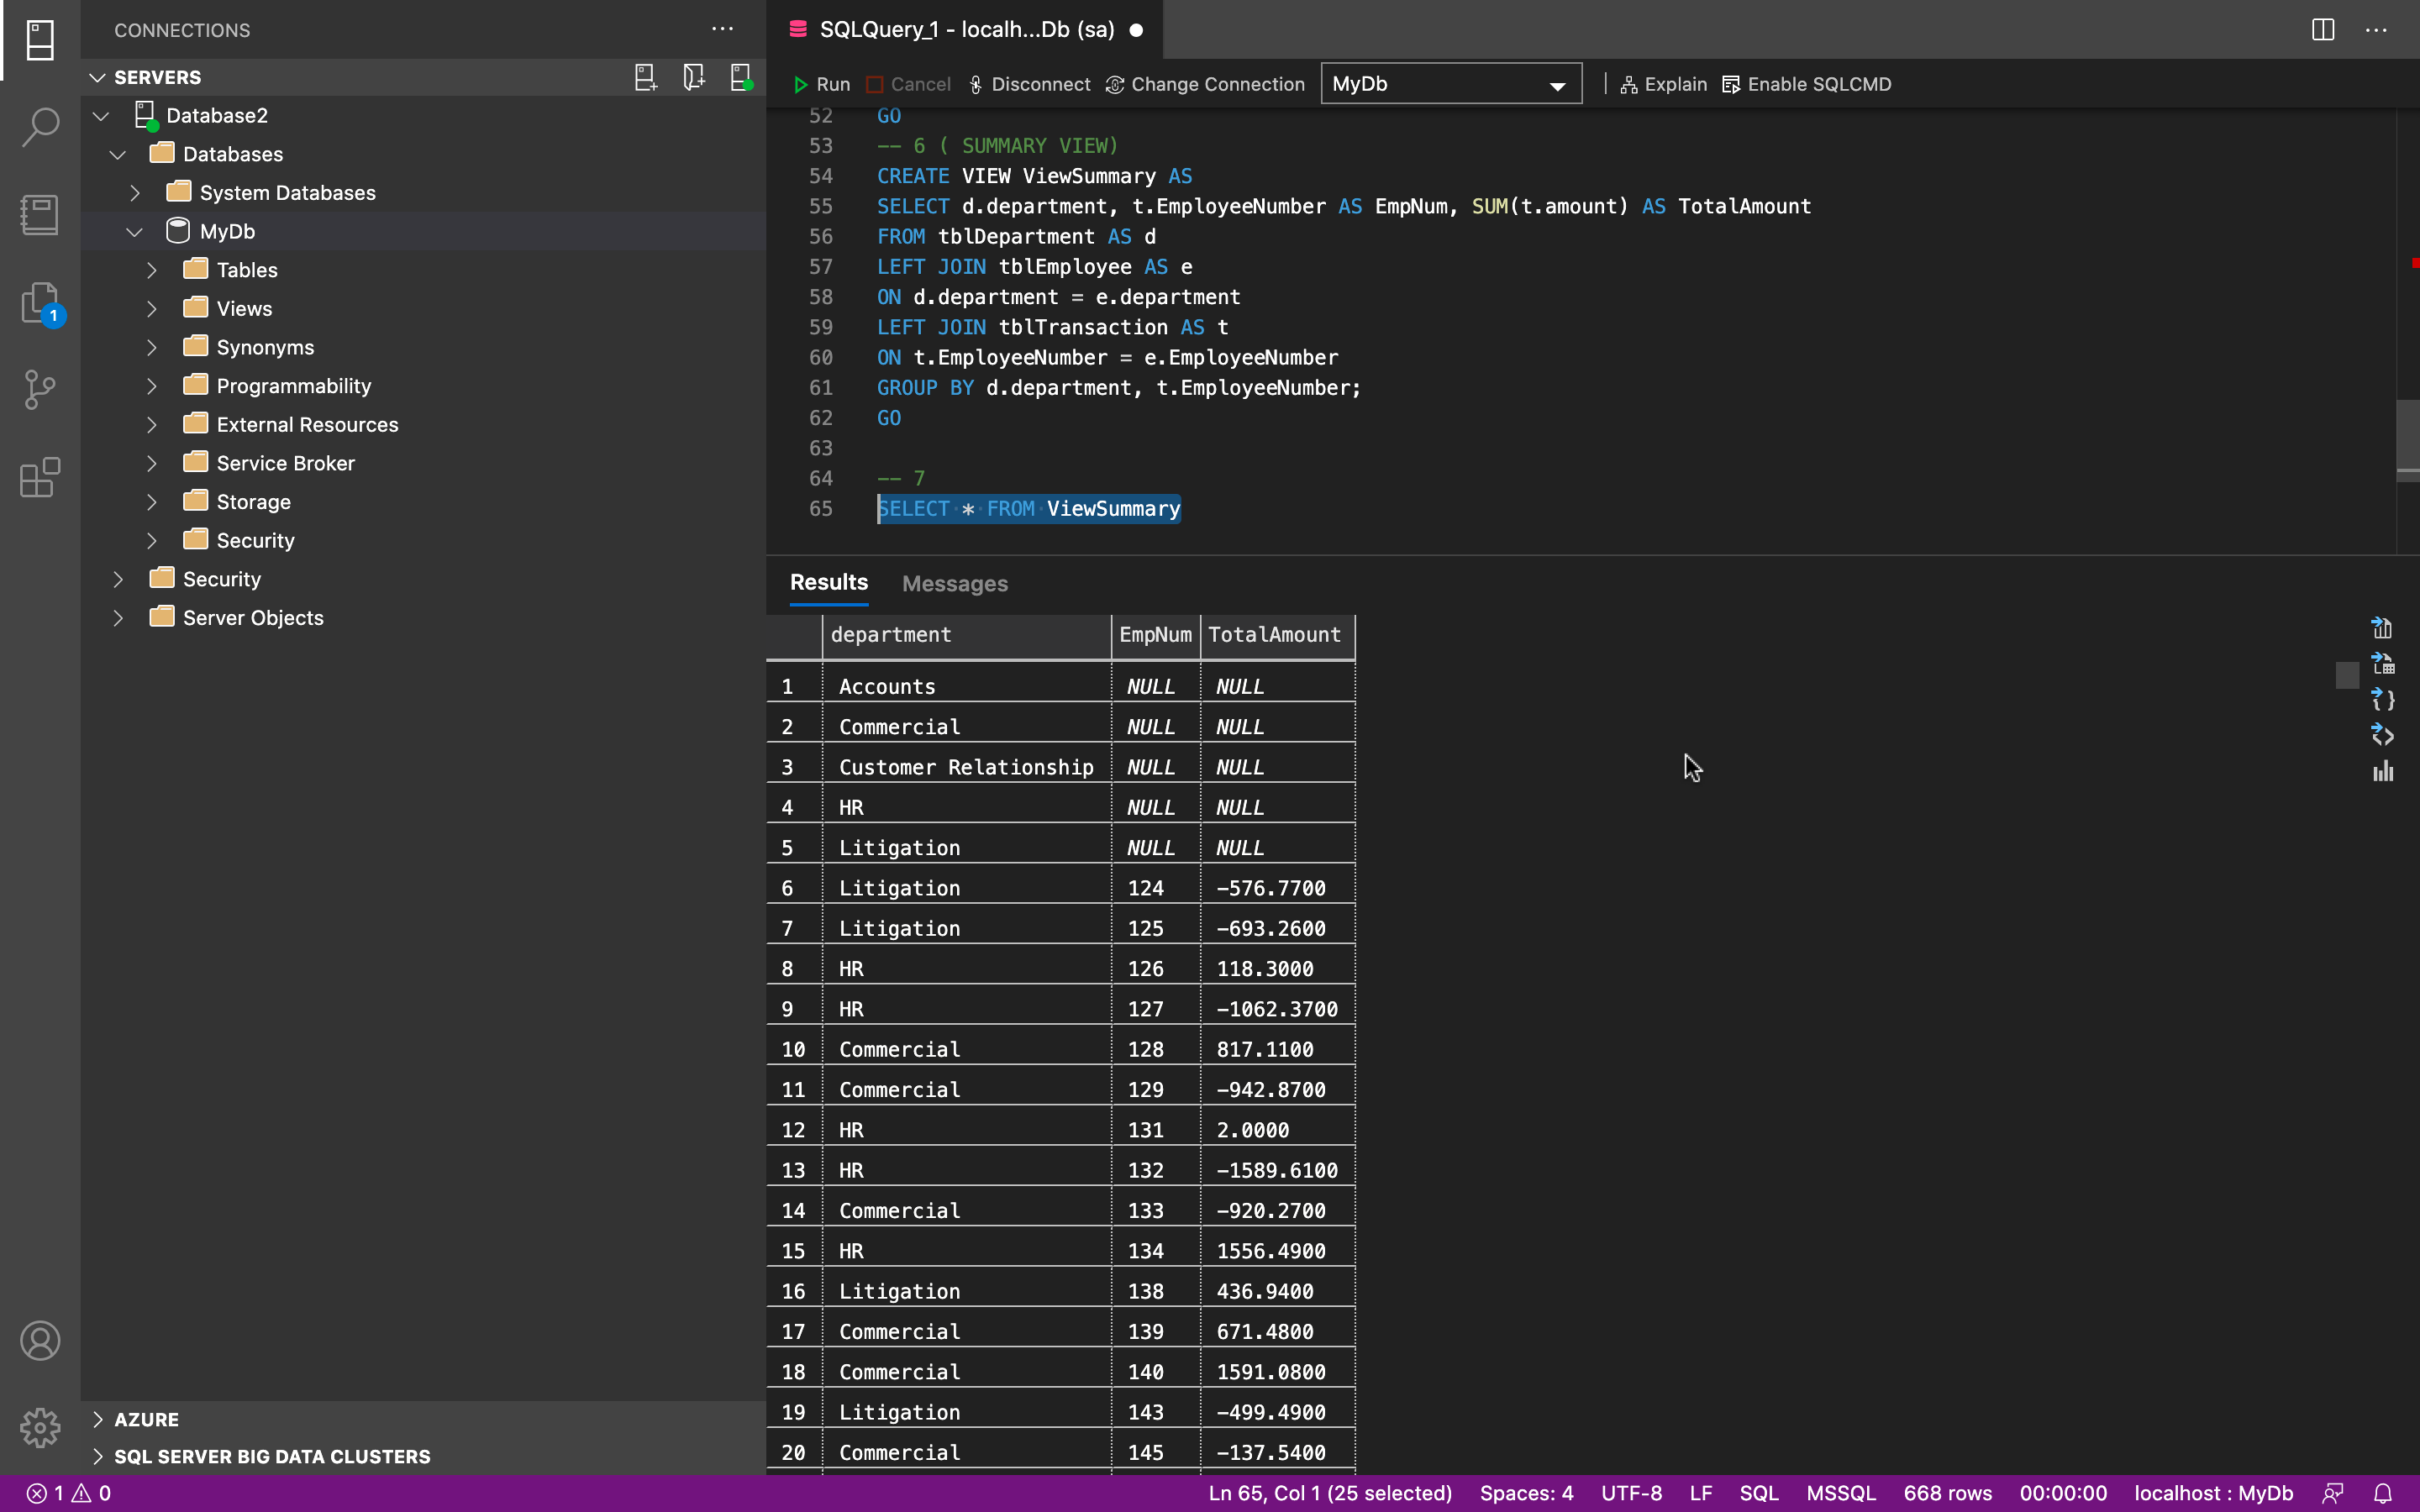 CONNECTIONS
SERVERS
Database2
Databases
System Databases
MyDb
Tables
Views
Synonyms
Programmability
External Resources
Service Broker
Storage
Security
Security
Server Objects
1
AZURE
SQL SERVER BIG DATA CLUSTERS
SQLQuery_1 - localh...Db (sa)
Run Cancel Disconnect Change Connection MyDb Explain Enable SQLCMD
52 GO
53 -- 6 ( SUMMARY VIEW)
54 CREATE VIEW ViewSummary AS
55 SELECT d.department, t.EmployeeNumber AS EmpNum, SUM(t.amount) AS TotalAmount
56 FROM tblDepartment AS d
57 LEFT JOIN tblEmployee AS e
58 ON d.department = e.department
59 LEFT JOIN tblTransaction AS t
60 ON t.EmployeeNumber = e.EmployeeNumber
61 GROUP BY d.department, t.EmployeeNumber;
62 GO
63
64 -- 7
65 SELECT * FROM ViewSummary
Results Messages
department EmpNum TotalAmount
1 Accounts NULL NULL
2 Commercial NULL NULL
3 Customer Relationship NULL NULL
4 HR NULL NULL
5 Litigation NULL NULL
6 Litigation 124 -576.7700
7 Litigation 125 -693.2600
8 HR 126 118.3000
9 HR 127 -1062.3700
10 Commercial 128 817.1100
11 Commercial 129 -942.8700
12 HR 131 2.0000
13 HR 132 -1589.6100
14 Commercial 133 -920.2700
15 HR 134 1556.4900
16 Litigation 138 436.9400
17 Commercial 139 671.4800
18 Commercial 140 1591.0800
19 Litigation 143 -499.4900
20 Commercial 145 -137.5400
1 0 Ln 65, Col 1 (25 selected) Spaces: 4 UTF-8 LF SQL MSSQL 668 rows 00:00:00 localhost : MyDb